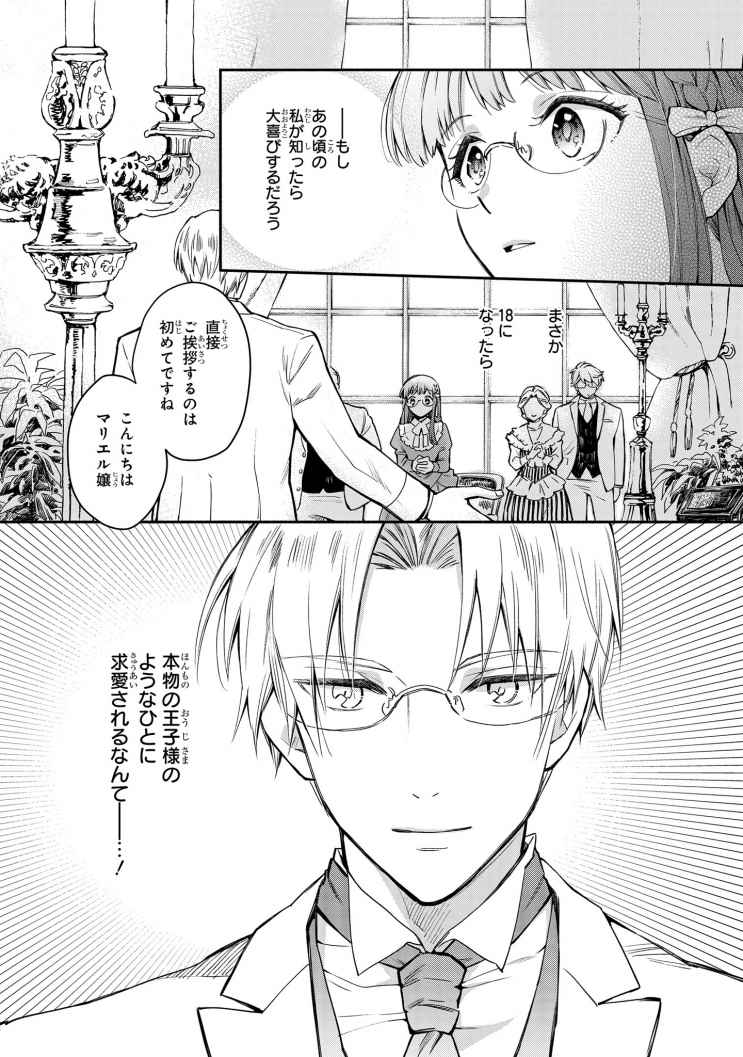 ――もし
あの頃の
私が知ったら
大喜びするだろう
まさか
18に
なったら
直接
ご挨拶するのは
初めてですね
こんにちは
マリエル嬢
本物の王子様の
ようなひとに
求愛されるなんて――…！